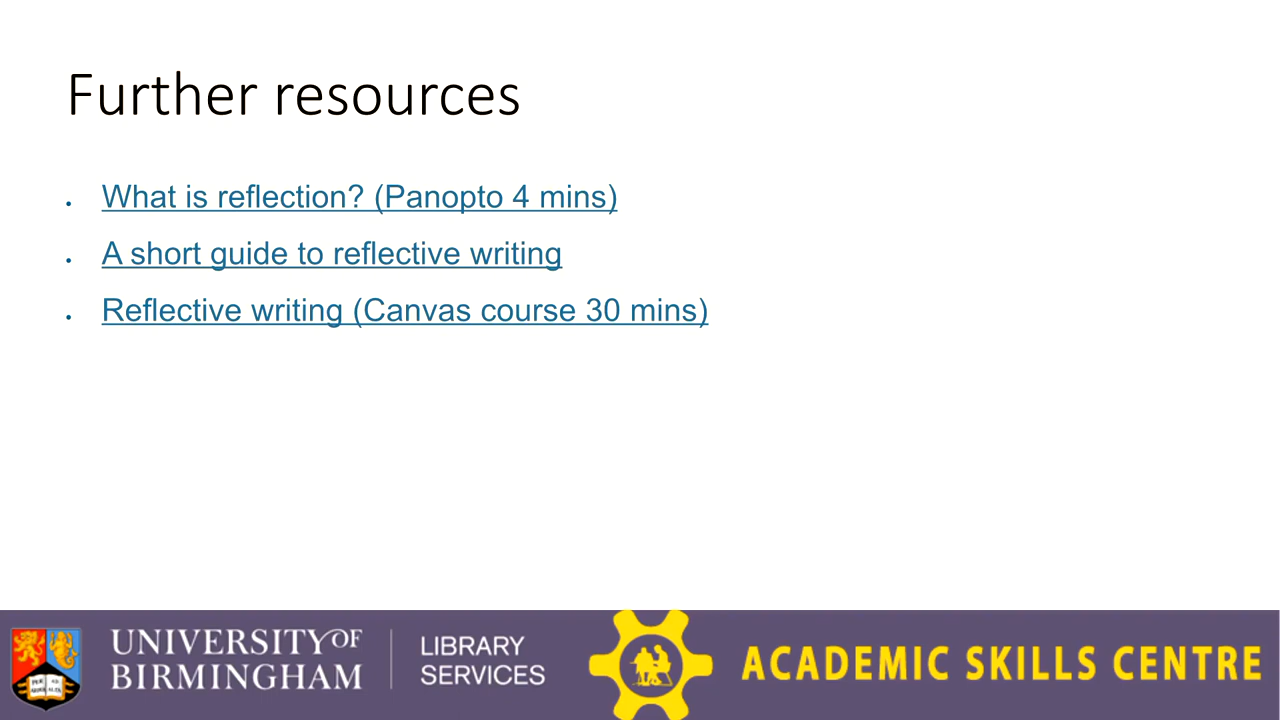 Further resources
What is reflection? (Panopto 4 mins)
A short guide to reflective writing
Reflective writing (Canvas course 30 mins)
UNIVERSITY OF
BIRMINGHAM
LIBRARY
SERVICES
ACADEMIC SKILLS CENTRE